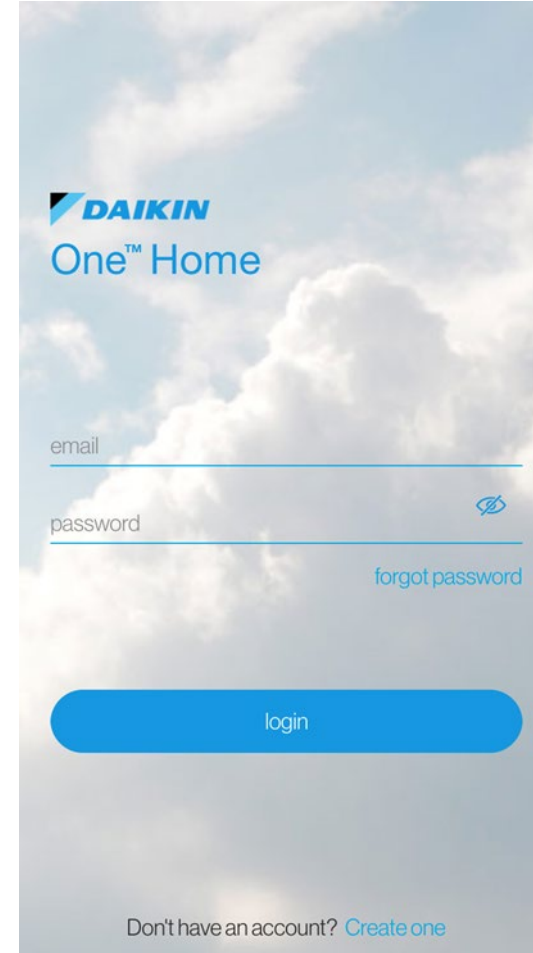 DAIKIN
One™ Home
email
password
forgot password
login
Don't have an account? Create one